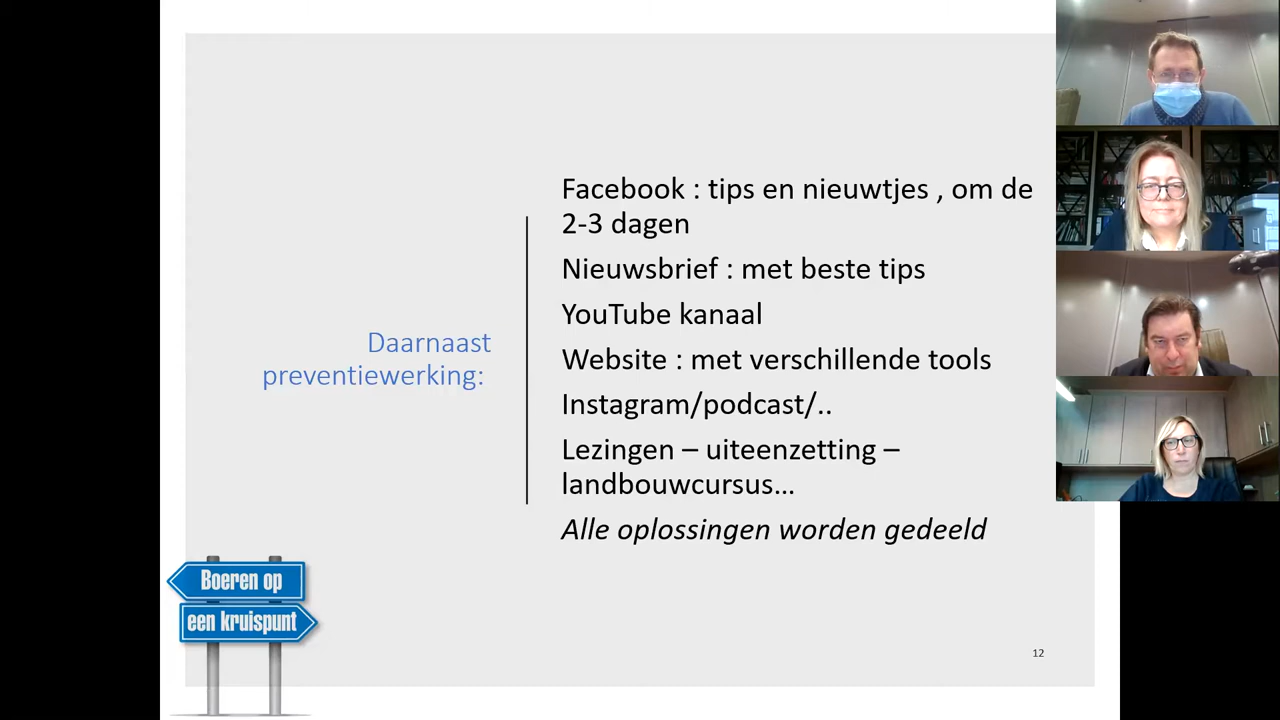 Facebook : tips en nieuwtjes , om de
2-3 dagen
Nieuwsbrief : met beste tips
YouTube kanaal
Daarnaast
preventiewerking:
Website : met verschillende tools
Instagram/podcast/..
Lezingen – uiteenzetting –
landbouwcursus...
Alle oplossingen worden gedeeld
Boeren op
een kruispunt
12